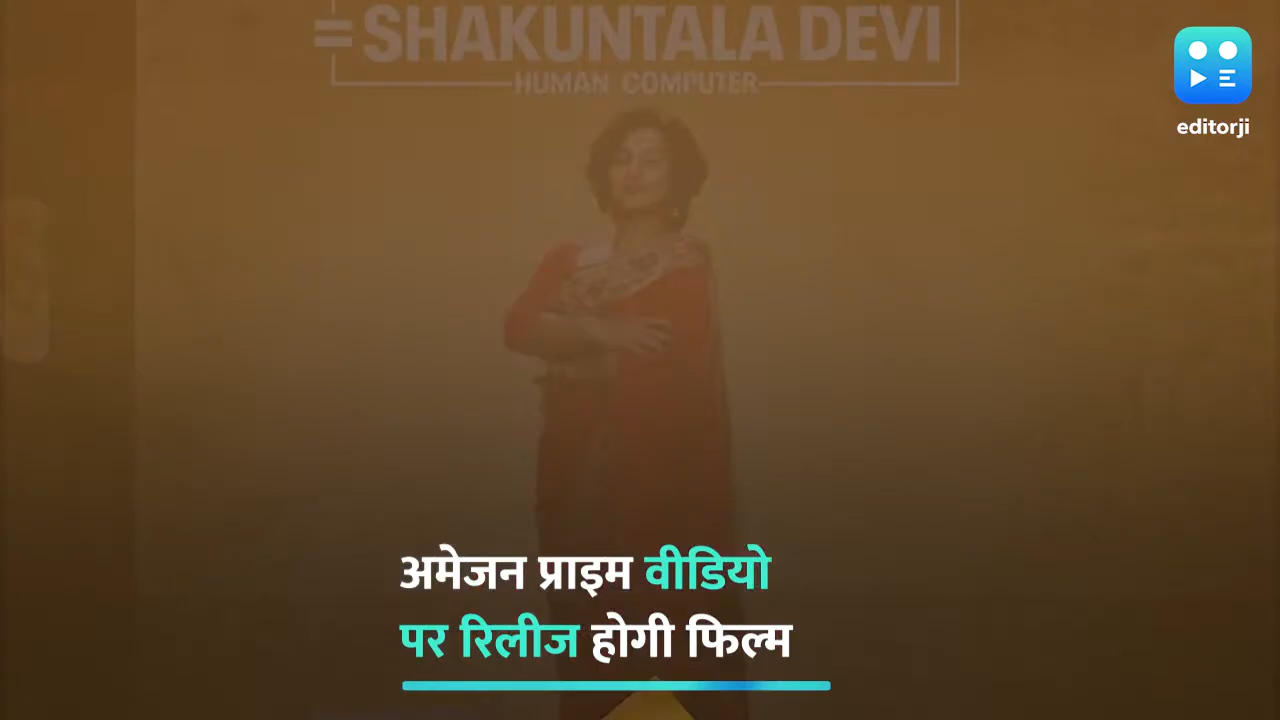 =SHAKUNTALA DEVI
HUMAN COMPUTER
editorji
अमेजन प्राइम वीडियो
पर रिलीज होगी फिल्म